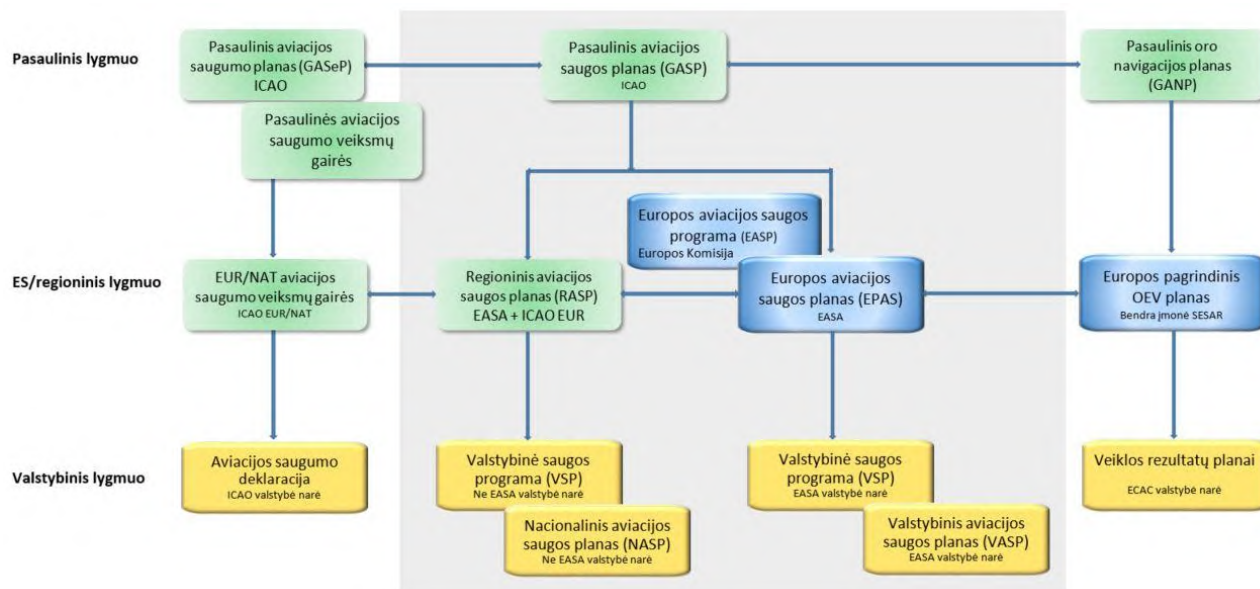 Pasaulinis lygmuo
Pasaulinis aviacijos
saugumo planas (GASeP)
ICAO
Pasaulinės aviacijos
saugumo veiksmų
gairės
Pasaulinis aviacijos
saugos planas (GASP)
ICAO
Pasaulinis oro
navigacijos planas
(GANP)
ES/regioninis lygmuo
EUR/NAT aviacijos
saugumo veiksmų gairės
ICAO EUR/NAT
Regioninis aviacijos
saugos planas (RASP)
EASA + ICAO EUR
Europos aviacijos saugos
programa (EASP)
Europos Komisija
Europos aviacijos
saugos planas (EPAS)
EASA
Europos pagrindinis
OEV planas
Bendra įmonė SESAR
Valstybinis lygmuo
Aviacijos saugumo
deklaracija
ICAO valstybė narė
Valstybinė saugos
programa (VSP)
Ne EASA valstybė narė
Nacionalinis aviacijos
saugos planas (NASP)
Ne EASA valstybė narė
Valstybinė saugos
programa (VSP)
EASA valstybė narė
Valstybinis aviacijos
saugos planas (VASP)
EASA valstybė narė
Veiklos rezultatų planai
ECAC valstybė narė